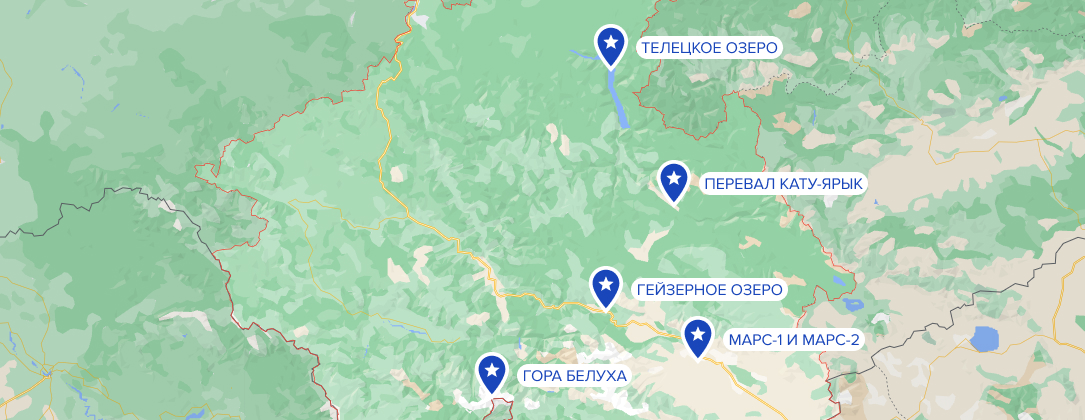 ТЕЛЕЦКОЕ ОЗЕРО
ПЕРЕВАЛ КАТУ-ЯРЫК
ГЕЙЗЕРНОЕ ОЗЕРО
МАРС-1 И МАРС-2
ГОРА БЕЛУХА